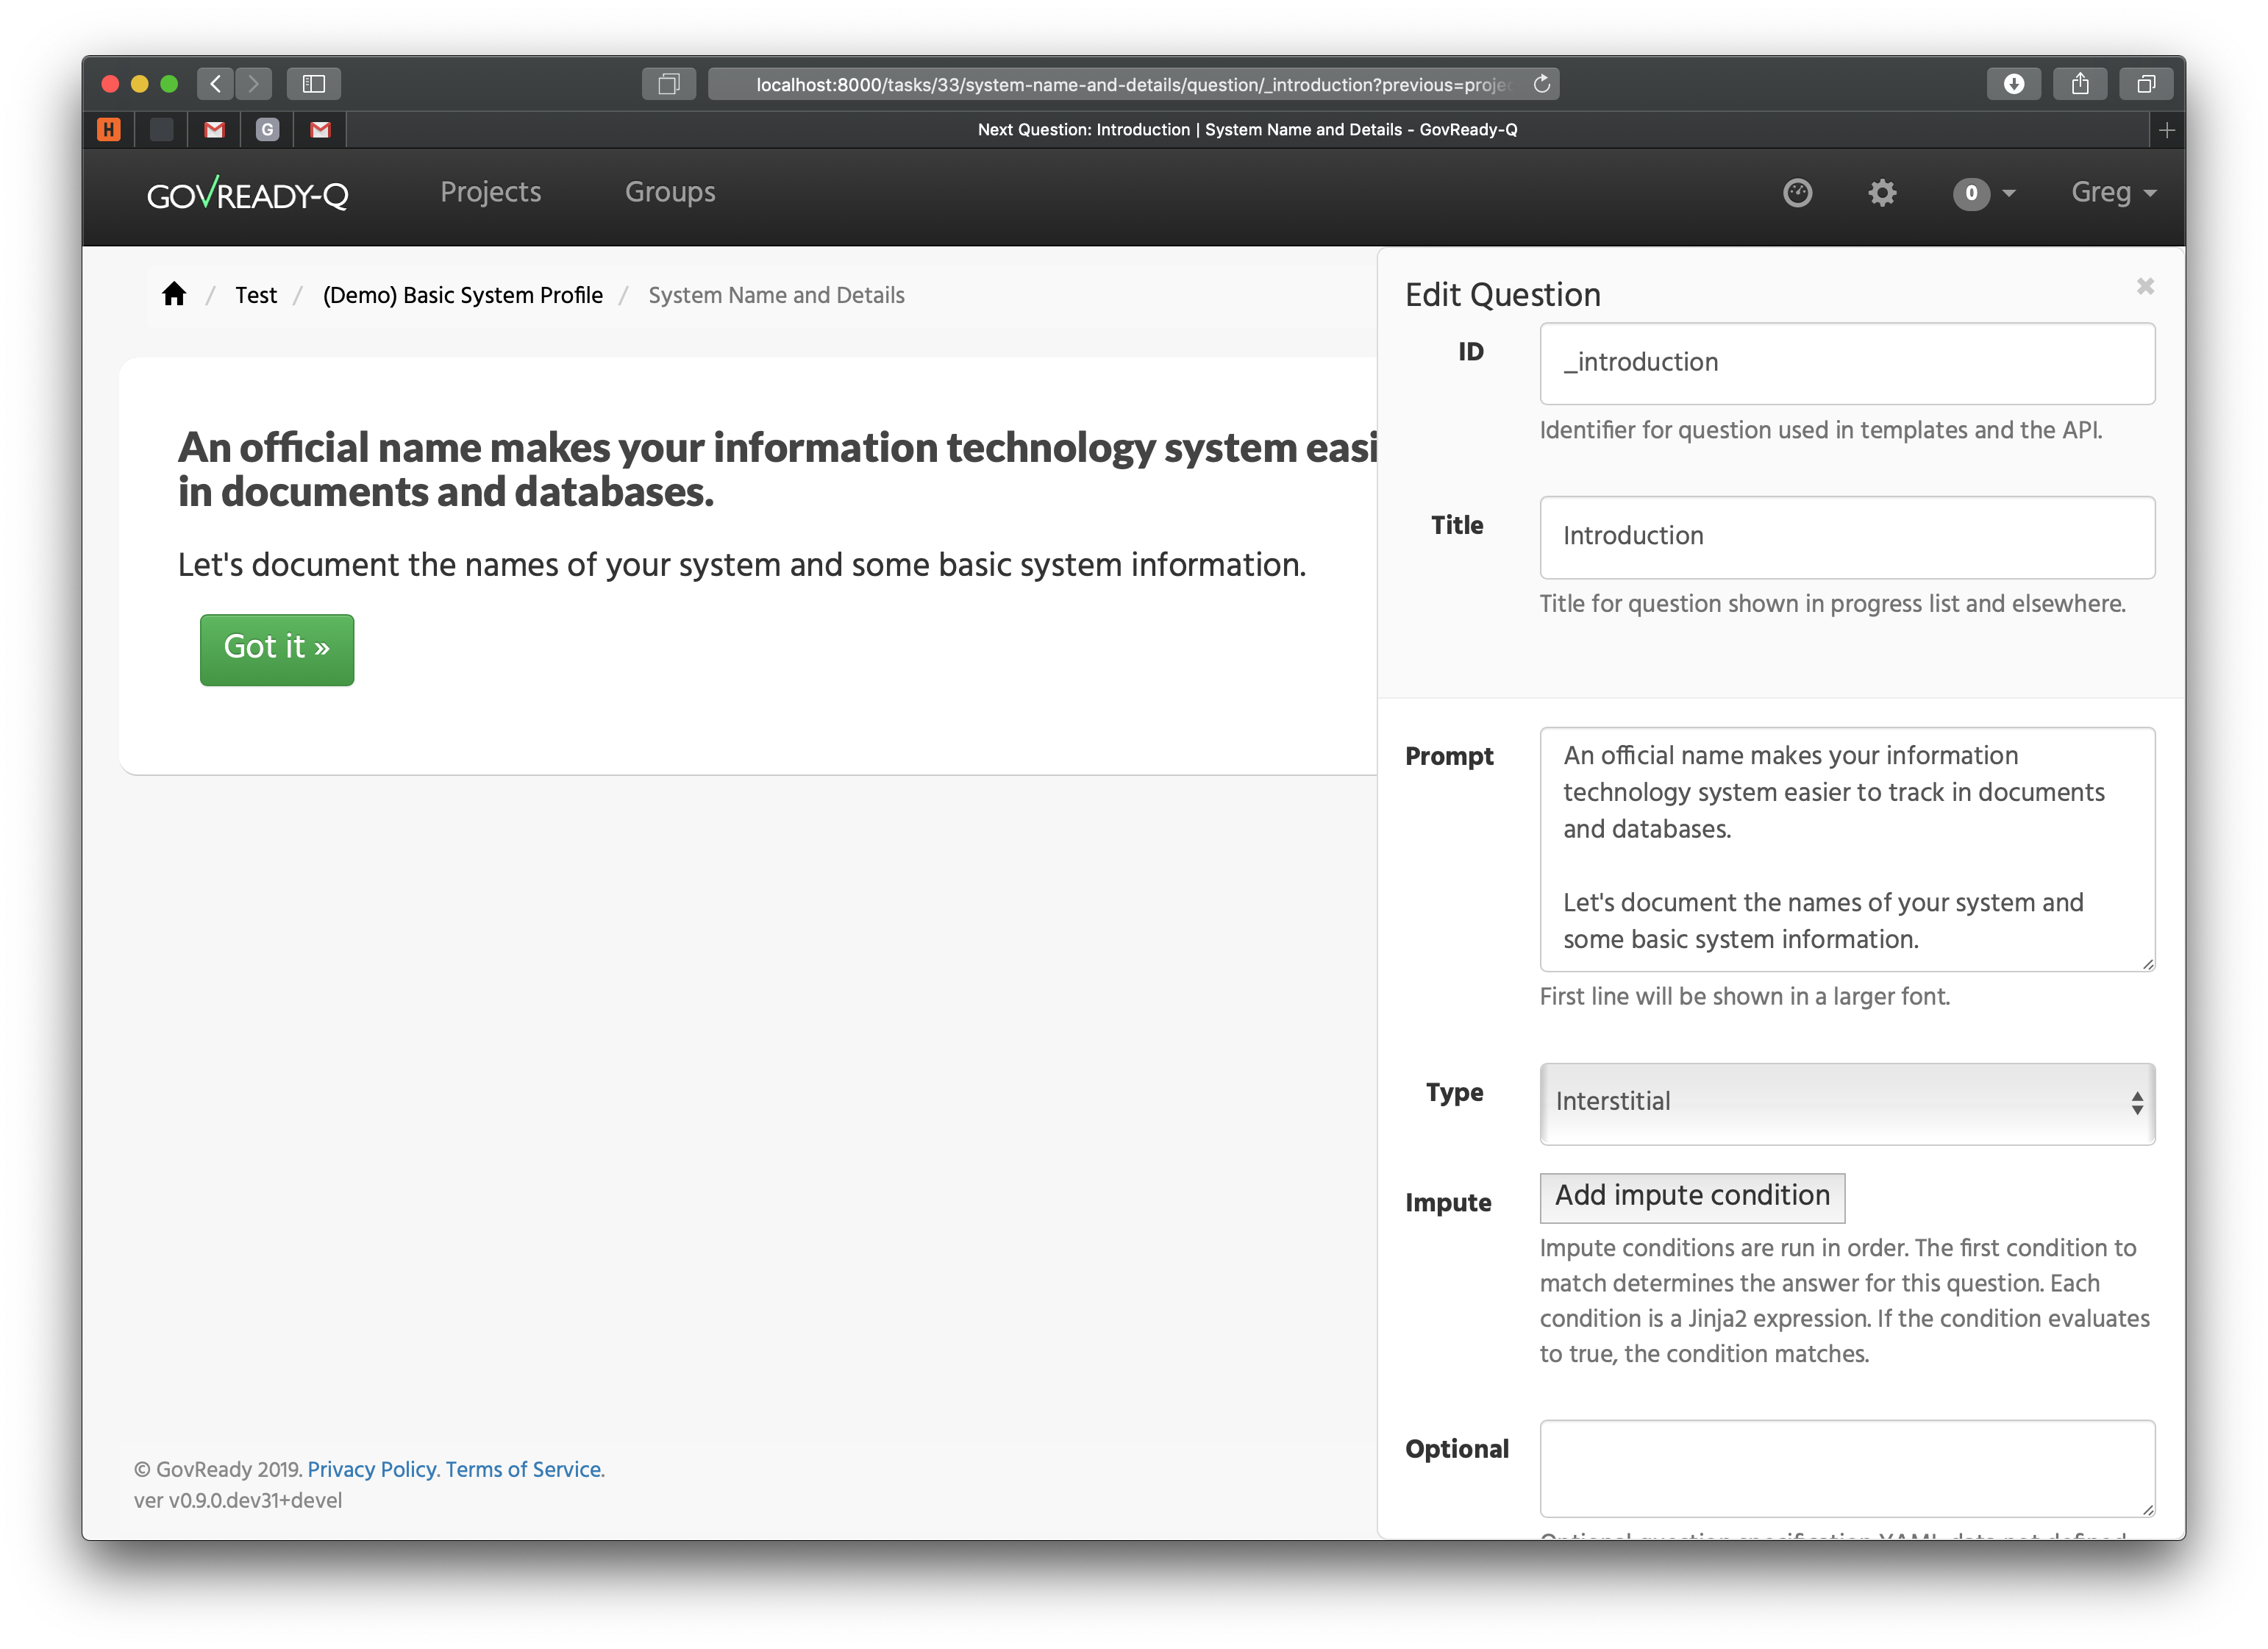 localhost:8000/tasks/33/system-name-and-details/question/_introduction?previous=proje
H
G
Next Question: Introduction | System Name and Details - GovReady-Q
GOVREADY-Q Projects Groups 0 Greg
/ Test / (Demo) Basic System Profile / System Name and Details
An official name makes your information technology system easi
in documents and databases.
Let's document the names of your system and some basic system information.
Got it »
© GovReady 2019. Privacy Policy. Terms of Service.
ver v0.9.0.dev31+devel
Edit Question
ID
_introduction
Identifier for question used in templates and the API.
Title
Introduction
Title for question shown in progress list and elsewhere.
Prompt
An official name makes your information
technology system easier to track in documents
and databases.
Let's document the names of your system and
some basic system information.
First line will be shown in a larger font.
Type
Interstitial
Impute
Add impute condition
Impute conditions are run in order. The first condition to
match determines the answer for this question. Each
condition is a Jinja2 expression. If the condition evaluates
to true, the condition matches.
Optional
Optional question specification YAML data not defined